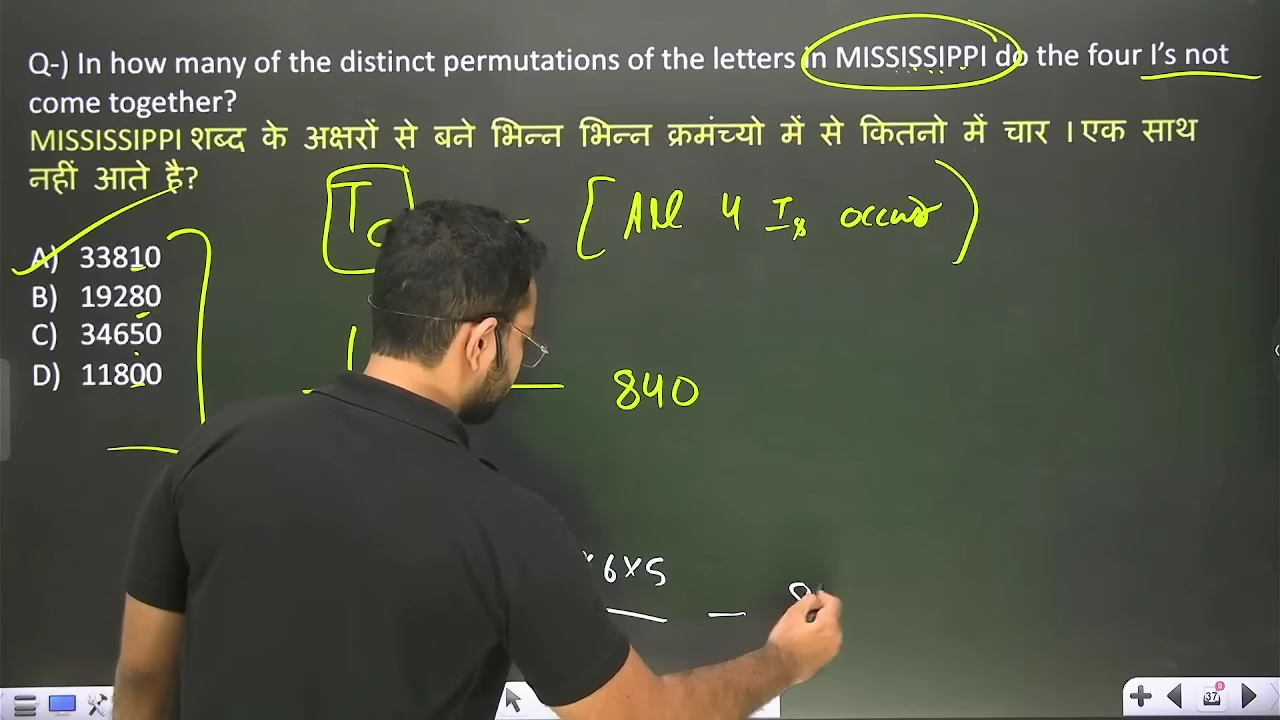 Q-) In how many of the distinct permutations of the letters in MISSISSIPPI do the four I's not
come together?
MISSISSIPPI शब्द के अक्षरों से बने भिन्न भिन्न क्रमंच्यो में से कितनो में चार । एक साथ
नहीं आते है?
[All 4 Is occur)
A) 33810
B) 19280
C) 34650
D) 11800
840
6×5
37